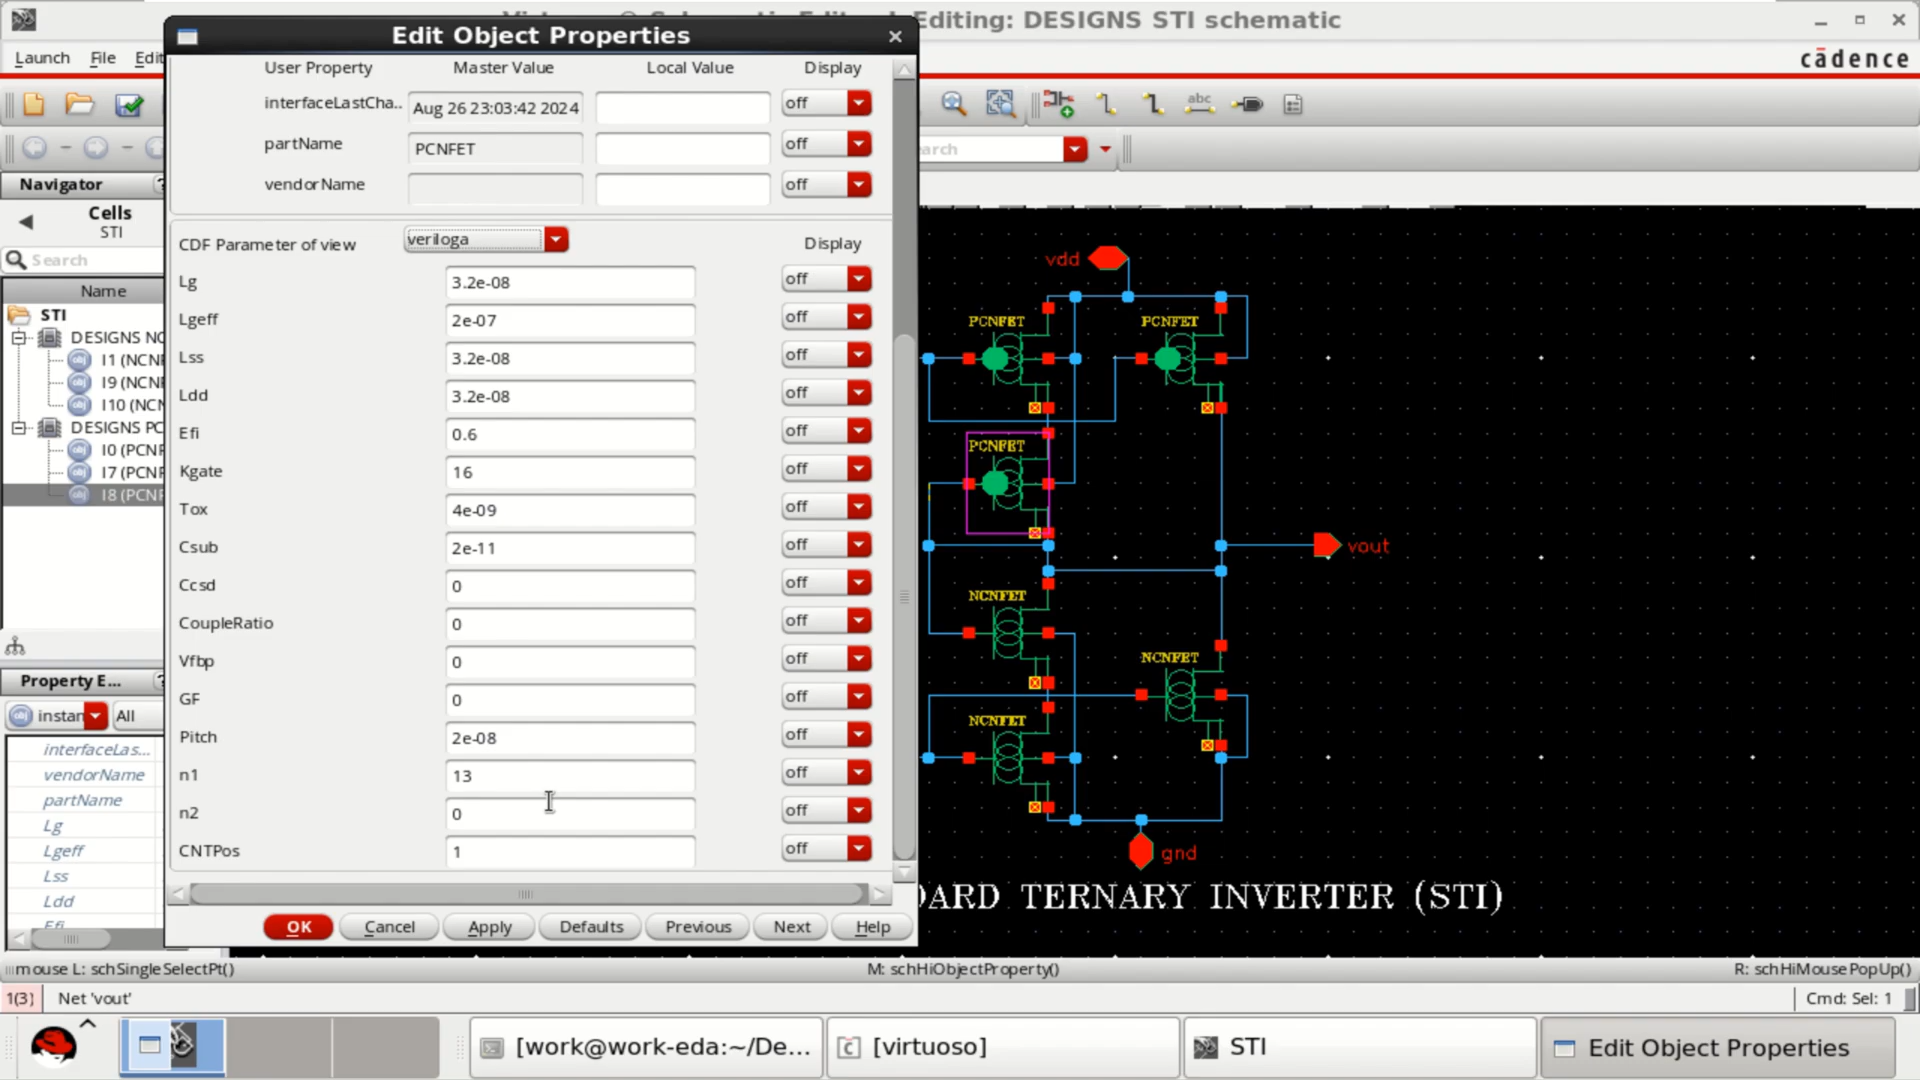 Editing: DESIGNS STI schematic
Edit Object Properties
Launch File Edit
cādence
User Property Master Value Local Value Display
interfaceLastCha.. Aug 26 23:03:42 2024 off
partName PCNFET off
vendorName off
abc
earch
Navigator
Cells
STI
Search
Name
STI
DESIGNS NC
I1 (NCNF
I9 (NCNF
I10 (NCN
DESIGNS PC
I0 (PCNF
I7 (PCNF
I8 (PCNF
CDF Parameter of view veriloga Display
Lg 3.2e-08 off
Lgeff 2e-07 off
Lss 3.2e-08 off
Ldd 3.2e-08 off
Efi 0.6 off
Kgate 16 off
Tox 4e-09 off
Csub 2e-11 off
Ccsd 0 off
CoupleRatio 0 off
Vfbp 0 off
GF 0 off
Pitch 2e-08 off
n1 13 off
n2 0 off
CNTPos 1 off
OK Cancel Apply Defaults Previous Next Help
Property E... ?
instan All
interfaceLas...
vendorName
partName
Lg
Lgeff
Lss
Ldd
Efi
vdd
PCNFET PCNFET
PCNFET
vout
NCNFET
NCNFET
NCNFET
gnd
DARD TERNARY INVERTER (STI)
mouse L: schSingleSelectPt() M: schHiObjectProperty() R: schHiMousePopUp()
1(3) Net 'vout' Cmd: Sel: 1
[work@work-eda:~/De... [virtuoso] STI Edit Object Properties